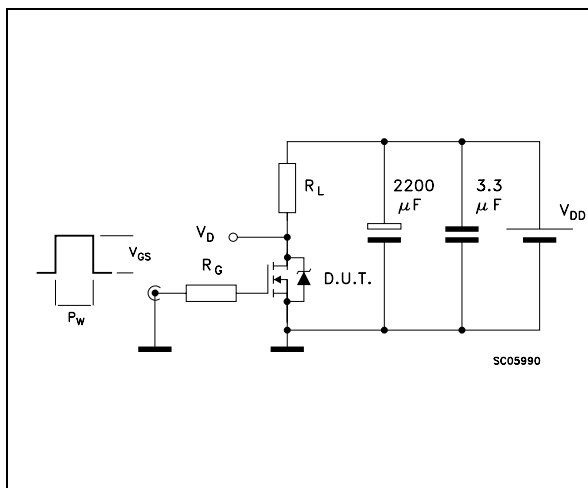 R_L
2200
μF
3.3
μF
V_DD
V_D
V_GS
R_G
D.U.T.
P_W
SC05990